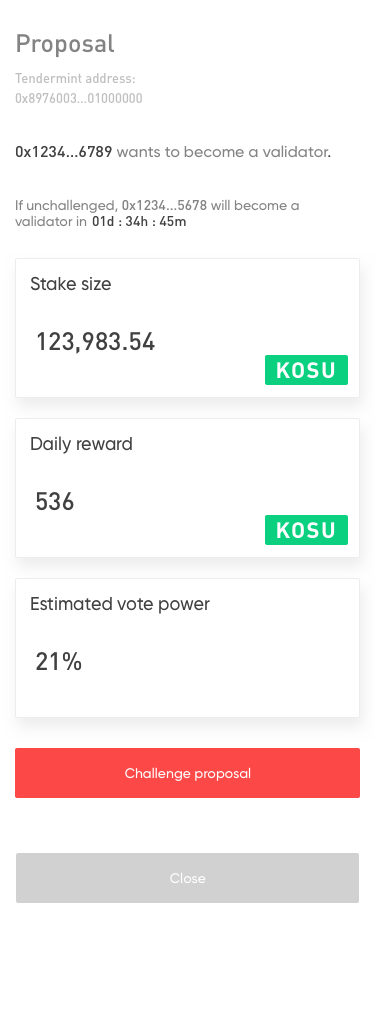 Proposal
Tendermint address:
0x8976003...01000000
0x1234...6789 wants to become a validator.
If unchallenged, 0x1234...5678 will become a
validator in 01d : 34h : 45m
Stake size
123,983.54
KOSU
Daily reward
536
KOSU
Estimated vote power
21%
Challenge proposal
Close